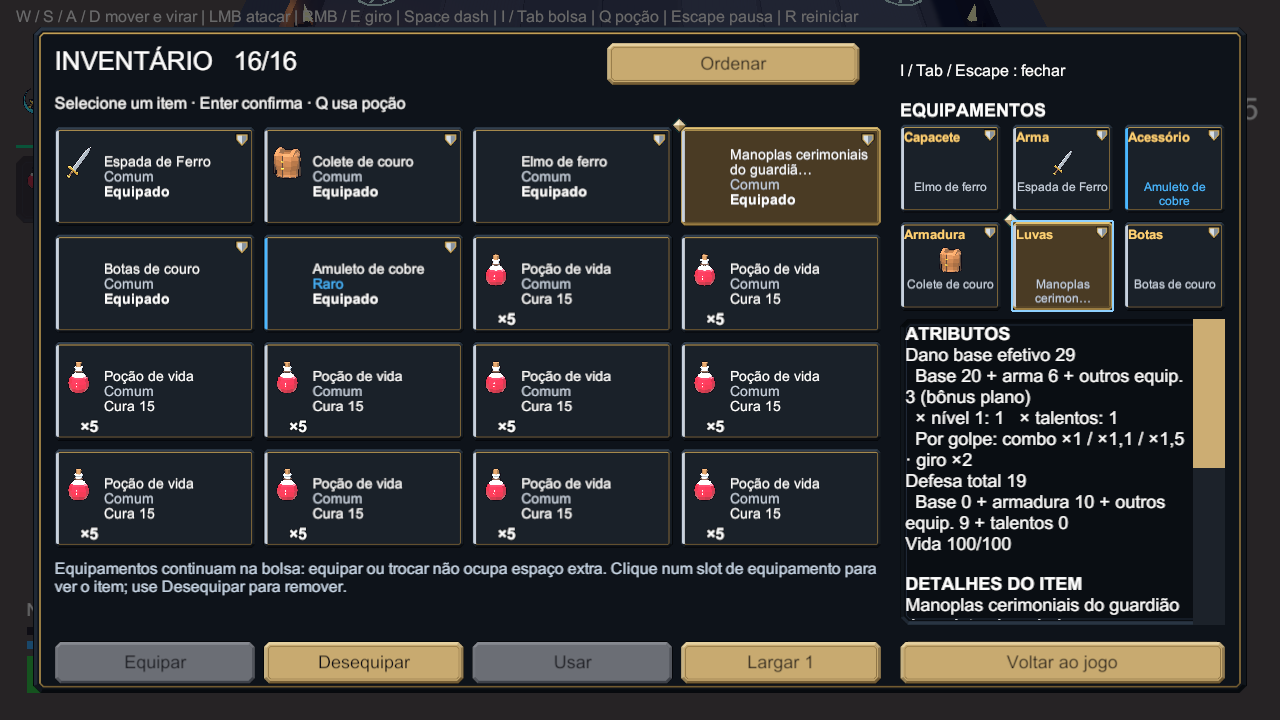 W / S / A / D mover e virar | LMB atacar | RMB / E giro | Space dash | I / Tab bolsa | Q poção | Escape pausa | R reiniciar
INVENTÁRIO 16/16
Ordenar
I / Tab / Escape : fechar
Selecione um item · Enter confirma · Q usa poção
Espada de Ferro
Comum
Equipado
Colete de couro
Comum
Equipado
Elmo de ferro
Comum
Equipado
Manoplas cerimoniais
do guardiã…
Comum
Equipado
Botas de couro
Comum
Equipado
Amuleto de cobre
Raro
Equipado
Poção de vida
Comum
Cura 15
×5
Poção de vida
Comum
Cura 15
×5
Poção de vida
Comum
Cura 15
×5
Poção de vida
Comum
Cura 15
×5
Poção de vida
Comum
Cura 15
×5
Poção de vida
Comum
Cura 15
×5
Poção de vida
Comum
Cura 15
×5
Poção de vida
Comum
Cura 15
×5
Poção de vida
Comum
Cura 15
×5
Poção de vida
Comum
Cura 15
×5
Equipamentos continuam na bolsa: equipar ou trocar não ocupa espaço extra. Clique num slot de equipamento para
ver o item; use Desequipar para remover.
Equipar
Desequipar
Usar
Largar 1
EQUIPAMENTOS
Capacete
Elmo de ferro
Arma
Espada de Ferro
Acessório
Amuleto de
cobre
Armadura
Colete de couro
Luvas
Manoplas
cerimon…
Botas
Botas de couro
ATRIBUTOS
Dano base efetivo 29
Base 20 + arma 6 + outros equip.
3 (bônus plano)
× nível 1: 1 × talentos: 1
Por golpe: combo ×1 / ×1,1 / ×1,5
· giro ×2
Defesa total 19
Base 0 + armadura 10 + outros
equip. 9 + talentos 0
Vida 100/100
DETALHES DO ITEM
Manoplas cerimoniais do guardião
Voltar ao jogo
5